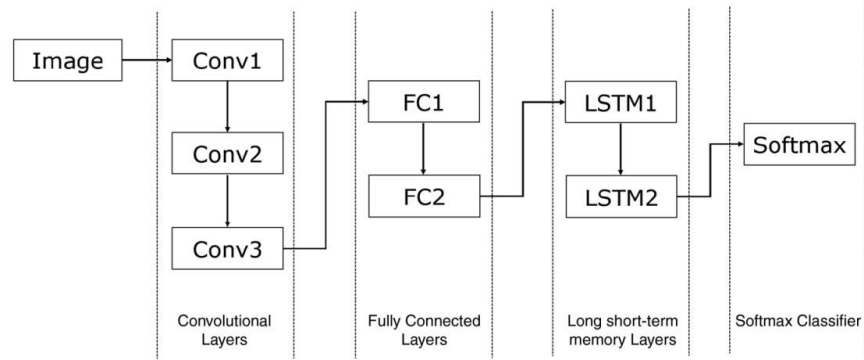 Image
Conv1
Conv2
Conv3
FC1
FC2
LSTM1
LSTM2
Softmax
Convolutional
Layers
Fully Connected
Layers
Long short-term
memory Layers
Softmax Classifier